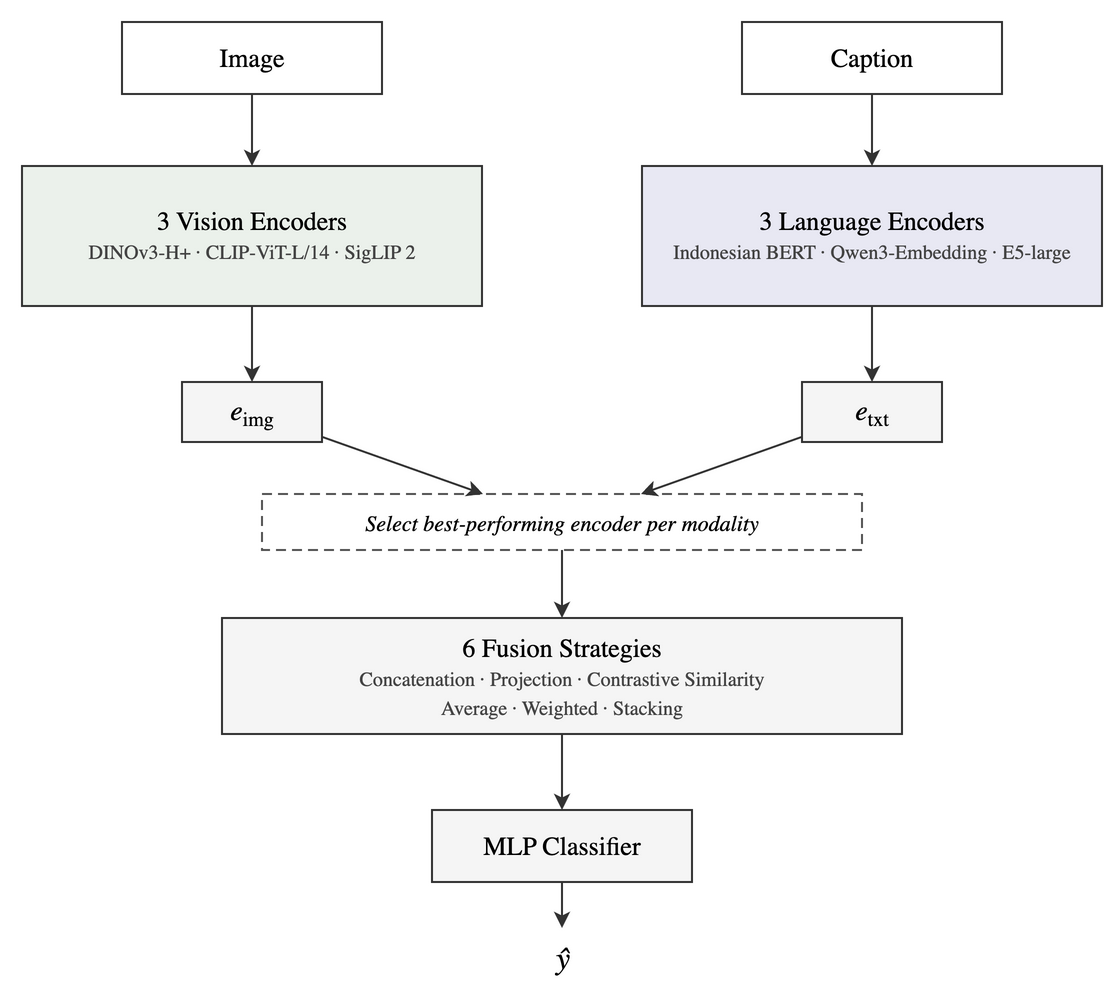 Image
Caption
3 Vision Encoders
DINOv3-H+ · CLIP-ViT-L/14 · SigLIP 2
3 Language Encoders
Indonesian BERT · Qwen3-Embedding · E5-large
e_img
e_txt
Select best-performing encoder per modality
6 Fusion Strategies
Concatenation · Projection · Contrastive Similarity
Average · Weighted · Stacking
MLP Classifier
ŷ